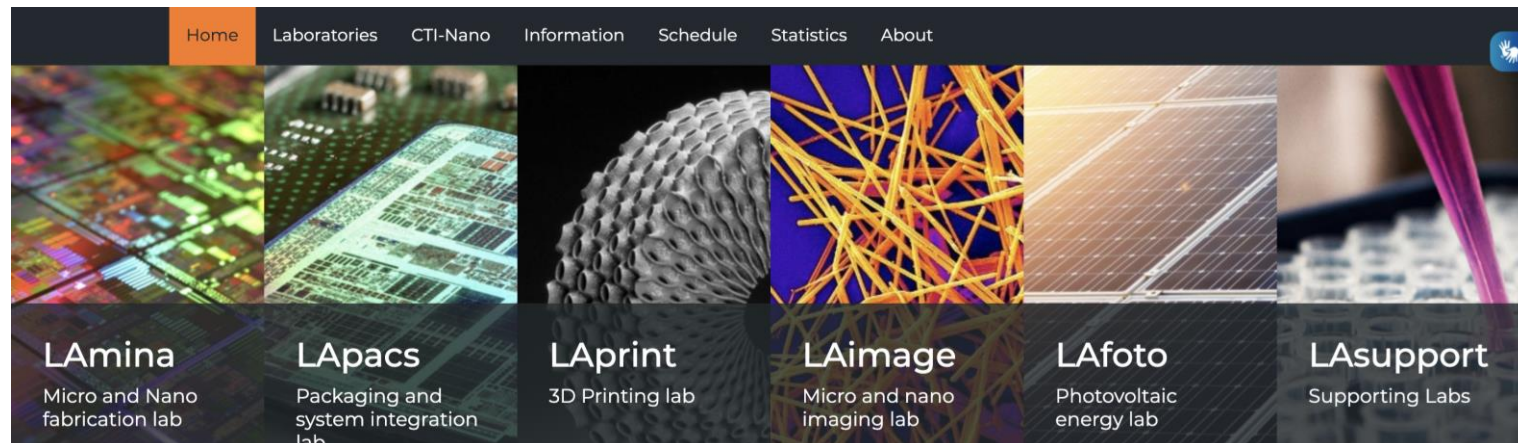 Home Laboratories CTI-Nano Information Schedule Statistics About
LAmina
Micro and Nano
fabrication lab
LApacs
Packaging and
system integration
lab
LAprint
3D Printing lab
LAimage
Micro and nano
imaging lab
LAfoto
Photovoltaic
energy lab
LAsupport
Supporting Labs